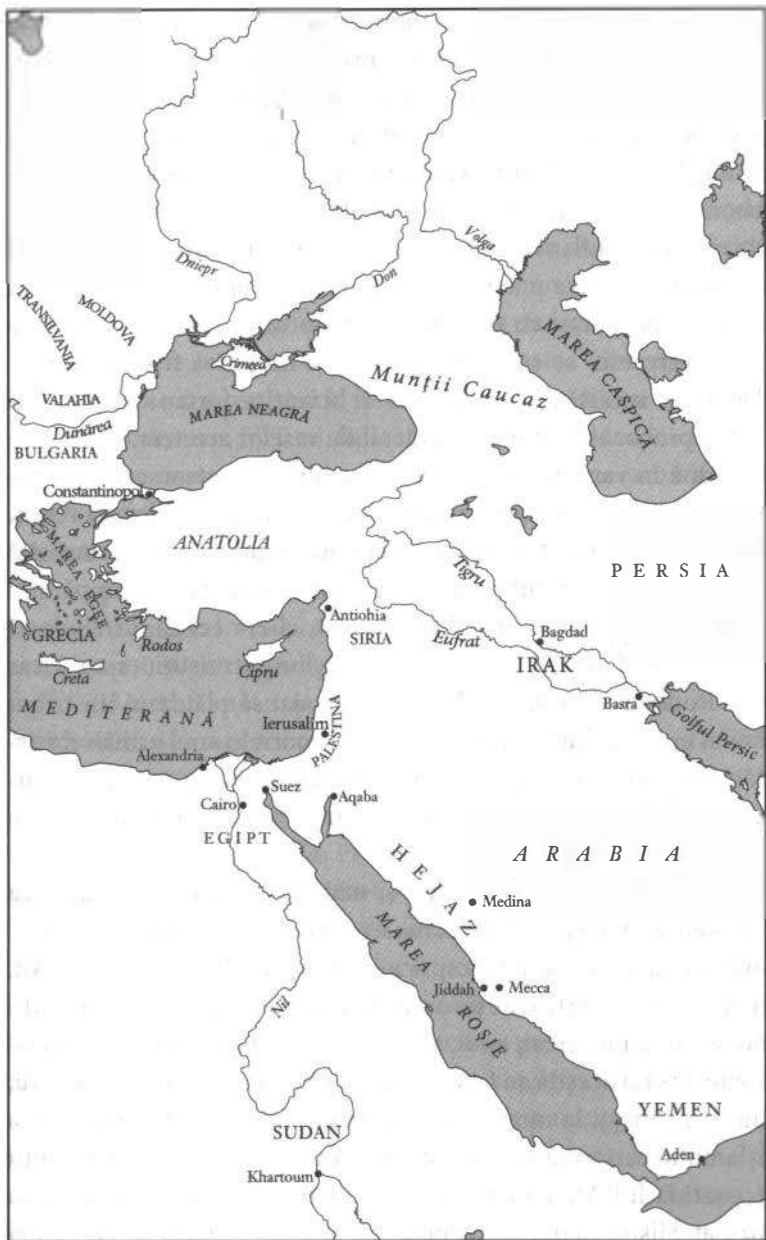 Dniepr
Don
Volga
TRANSILVANIA
MOLDOVA
Crimeea
MAREA CASPICĂ
Munții Caucaz
VALAHIA
MAREA NEAGRĂ
Dunărea
BULGARIA
Constantinopol
ANATOLIA
MAREA EGEE
Tigru
PERSIA
Antiohia
GRECIA
Rodos
SIRIA
Eufrat
Bagdad
Cipru
IRAK
Creta
Basra
MEDITERANĂ
Ierusalim
PALESTINA
Golful Persic
Alexandria
Suez
Aqaba
Cairo
EGIPT
HEJAZ
ARABIA
Medina
MAREA ROȘIE
Jiddah
Mecca
Nil
YEMEN
SUDAN
Aden
Khartoum